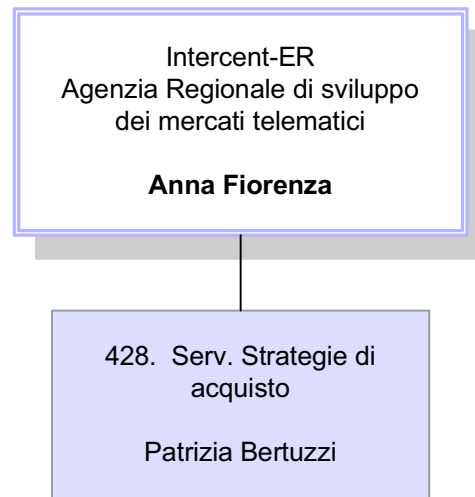 Intercent-ER
Agenzia Regionale di sviluppo
dei mercati telematici
Anna Fiorenza
428.  Serv. Strategie di
acquisto
Patrizia Bertuzzi